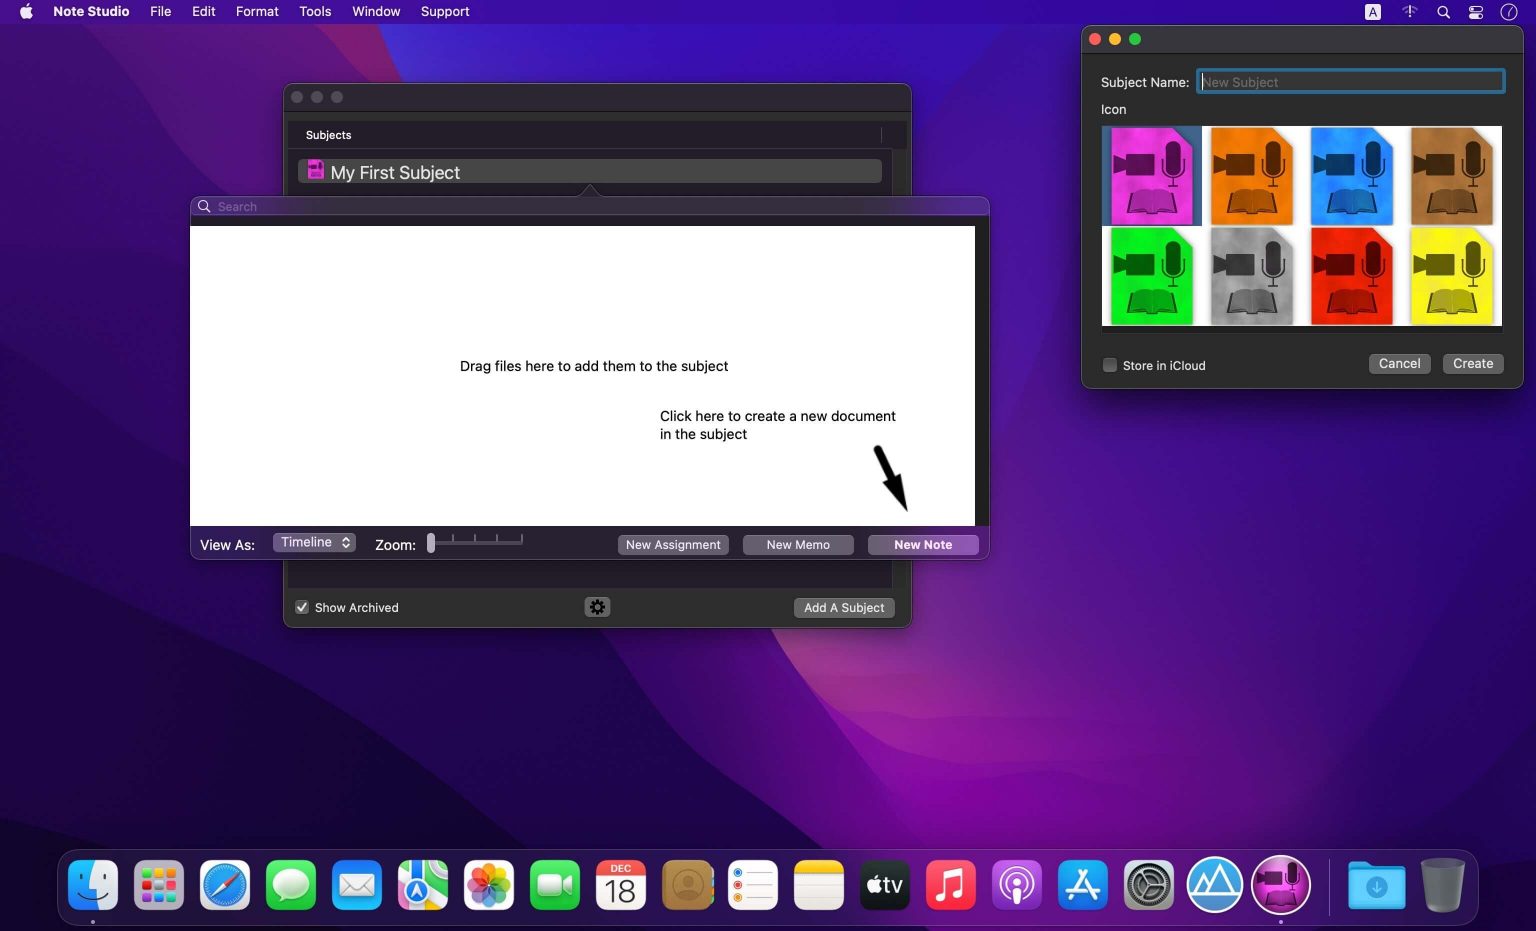 Note Studio File Edit Format Tools Window Support
A
Subject Name: New Subject
Icon
Store in iCloud Cancel Create
Subjects
My First Subject
Search
Drag files here to add them to the subject
Click here to create a new document
in the subject
View As: Timeline Zoom: New Assignment New Memo New Note
Show Archived Add A Subject
DEC
18
tv